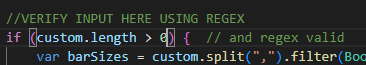 //VERIFY INPUT HERE USING REGEX
if (custom.length > 0) {  // and regex valid
var barSizes = custom.split(",").filter(Boo